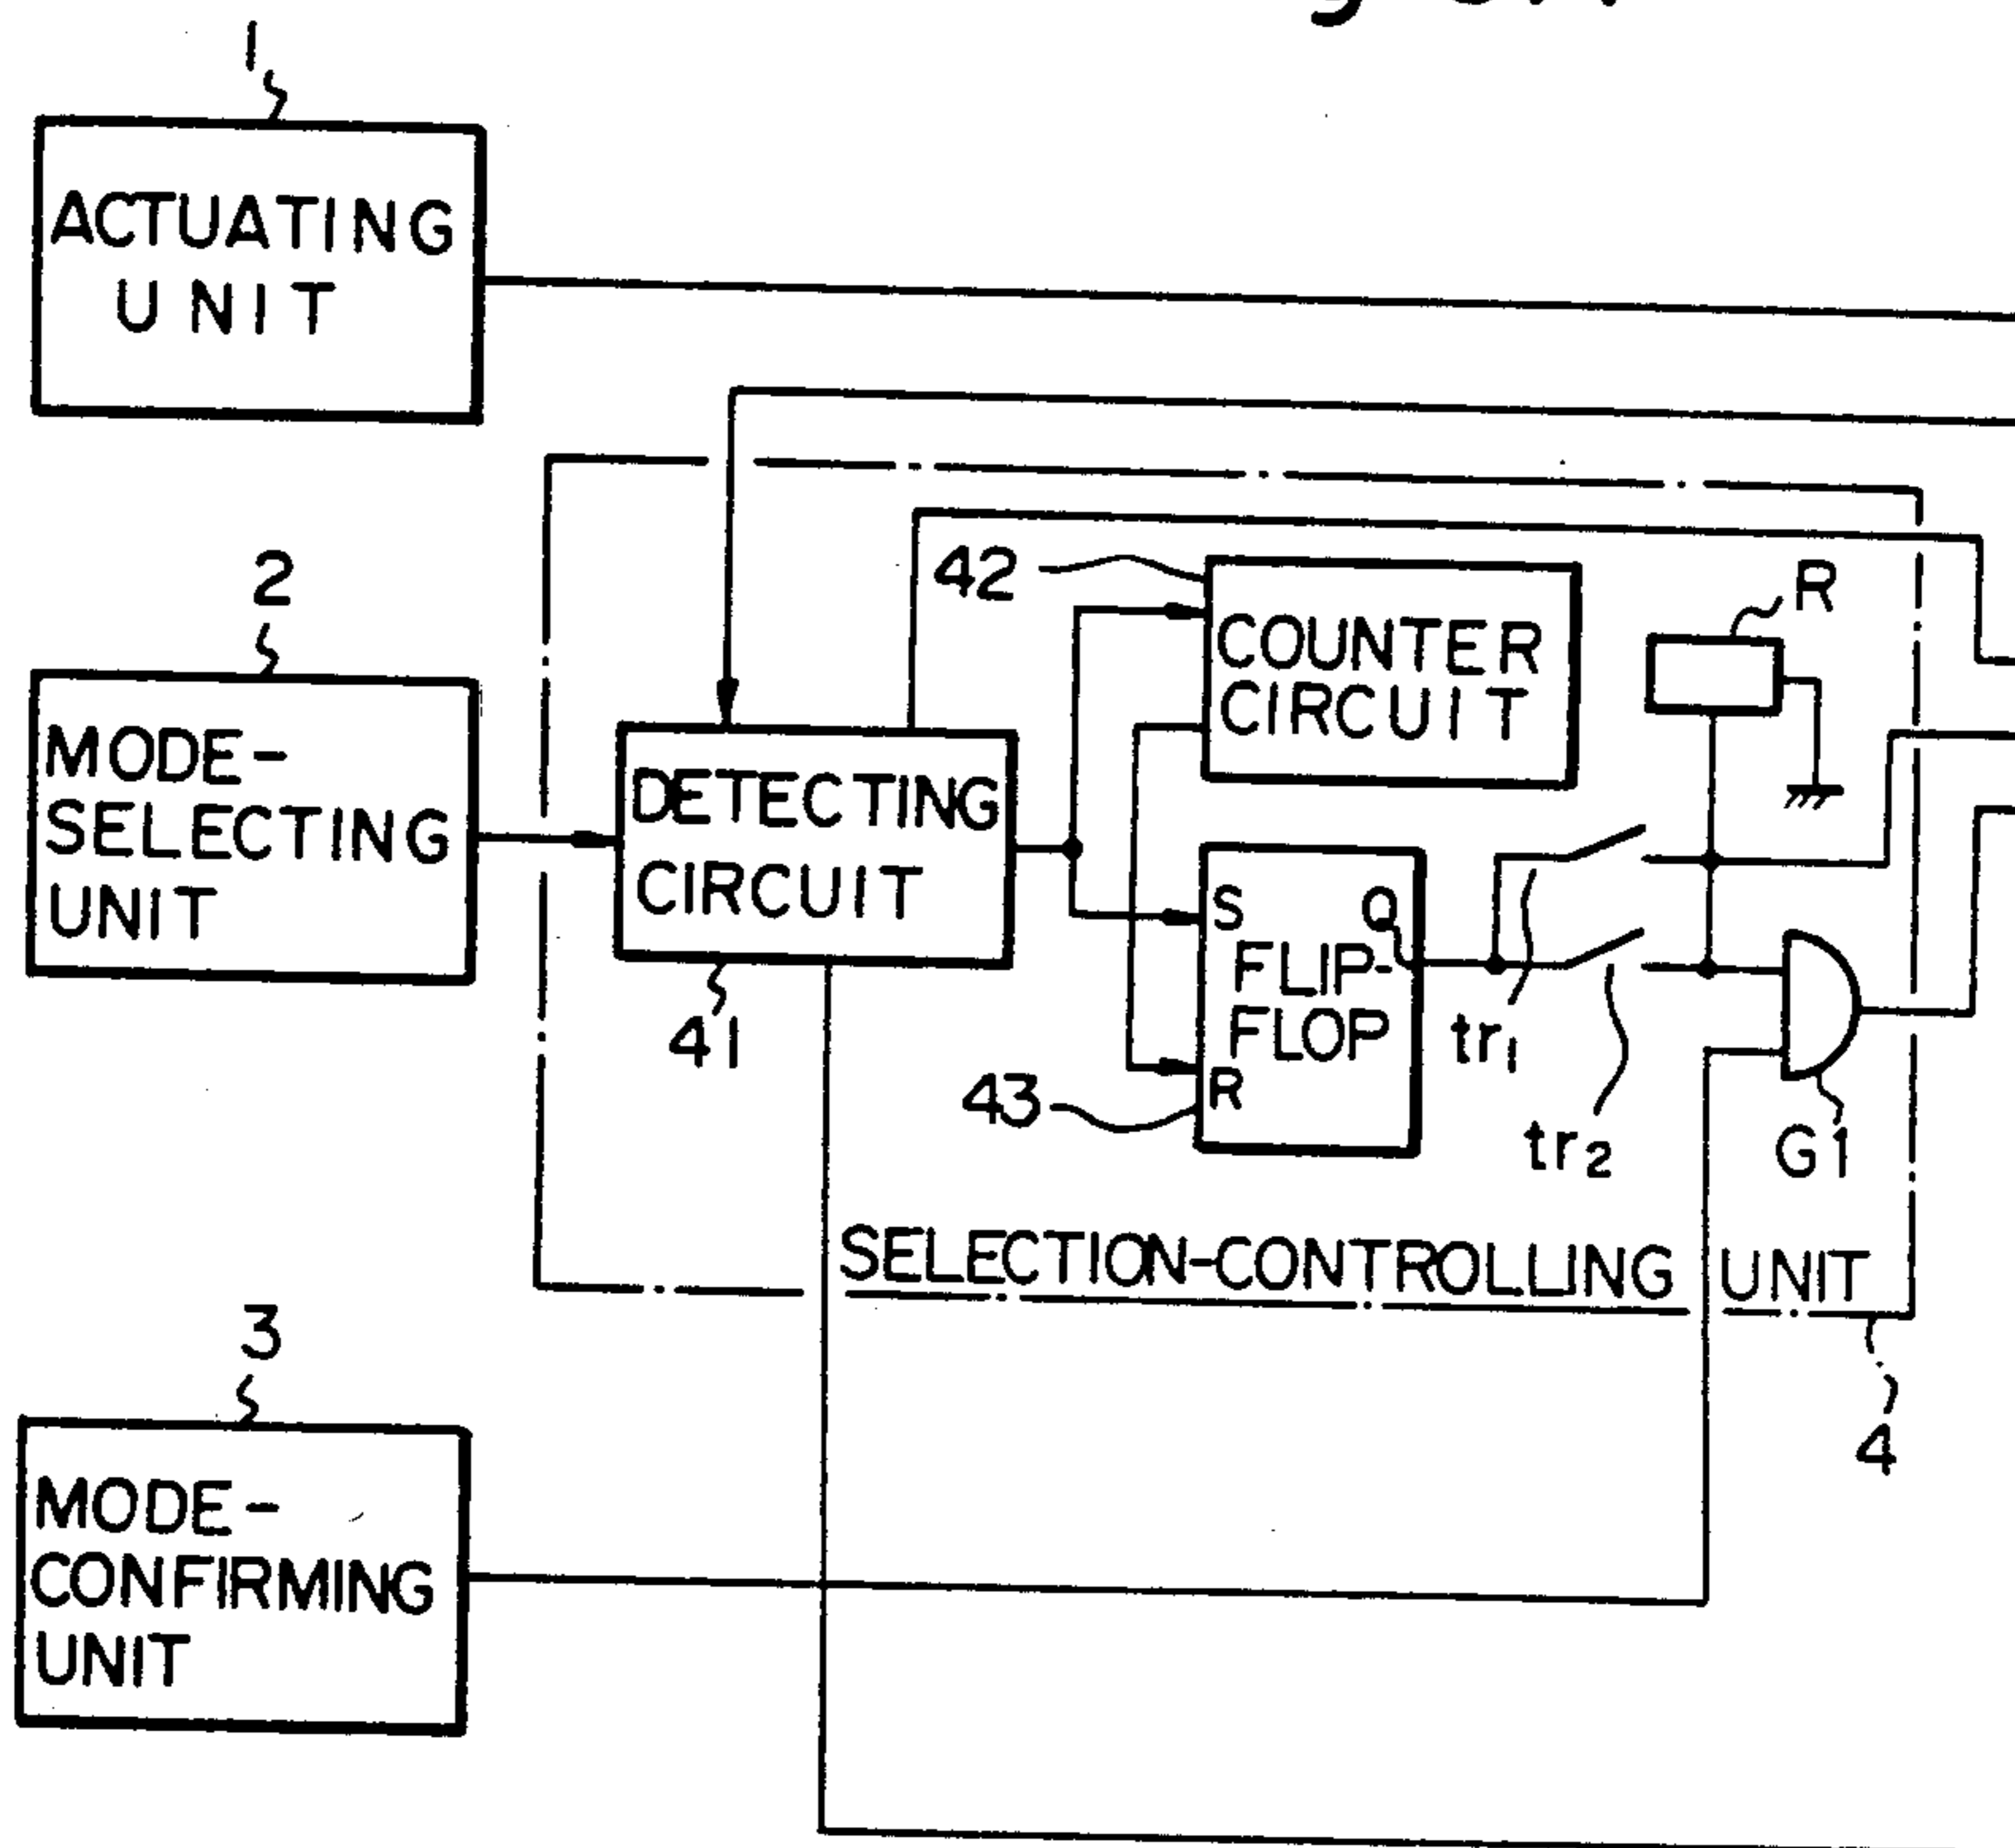 1
ACTUATING
UNIT
2
MODE-
SELECTING
UNIT
3
MODE-
CONFIRMING
UNIT
DETECTING
CIRCUIT
41
42
COUNTER
CIRCUIT
R
S Q
FLIP-
FLOP
R
43
tr1
tr2
G1
SELECTION-CONTROLLING UNIT
4